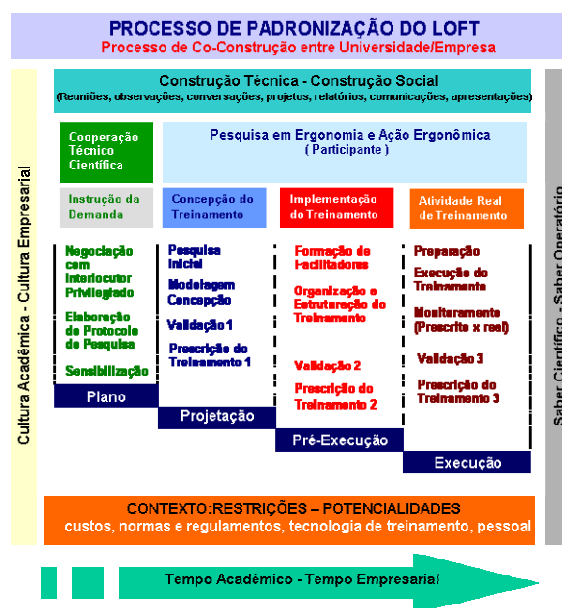 PROCESSO DE PADRONIZAÇÃO DO LOFT
Processo de Co-Construção entre Universidade/Empresa
Cultura Acadêmica - Cultura Empresarial
Construção Técnica - Construção Social
(Reuniões, observações, conversações, projetos, relatórios, comunicações, apresentações)
Cooperação
Técnico
Científica
Pesquisa em Ergonomia e Ação Ergonômica
( Participante )
Instrução da
Demanda
Concepção do
Treinamento
Implementação
do Treinamento
Atividade Real
de Treinamento
Negociação
com
Interlocutor
Privilegiado
Elaboração
de Protocolo
de Pesquisa
Sensibilização
Plano
Pesquisa
Inicial
Modelagem
Concepção
Validação 1
Prescrição do
Treinamento 1
Projetação
Formação de
Facilitadores
Organização e
Estruturação do
Treinamento
Validação 2
Prescrição do
Treinamento 2
Pré-Execução
Preparação
Execução do
Treinamento
Monitoramento
(Prescrito x real)
Validação 3
Prescrição do
Treinamento 3
Execução
Saber Científico - Saber Operatório
CONTEXTO:RESTRIÇÕES – POTENCIALIDADES
custos, normas e regulamentos, tecnologia de treinamento, pessoal
Tempo Acadêmico - Tempo Empresarial